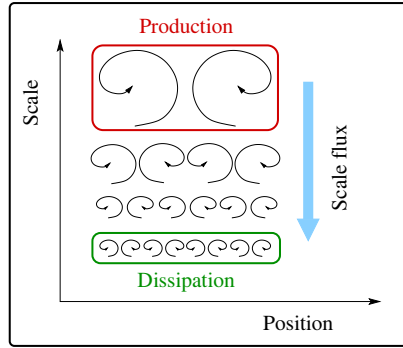 Production
Scale
Scale flux
Dissipation
Position